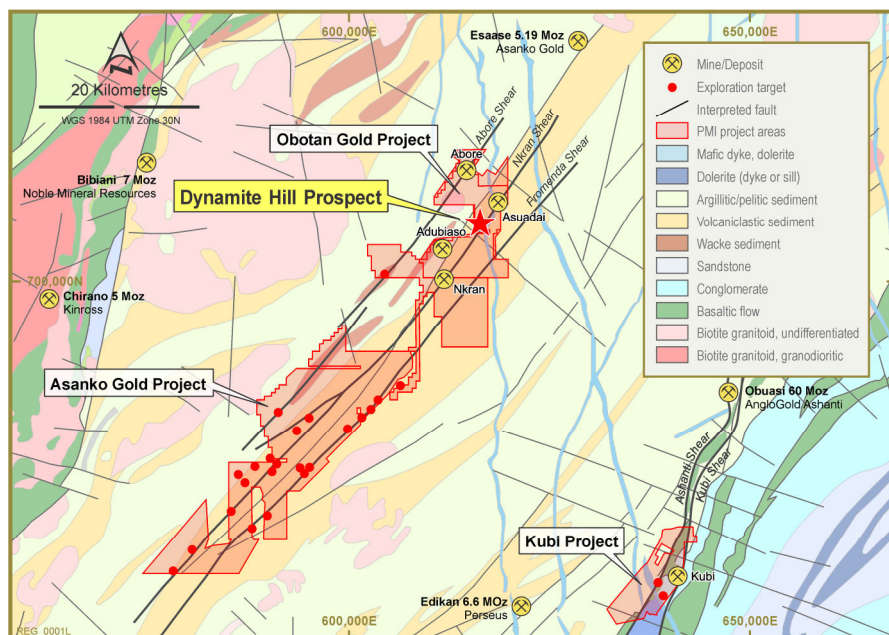 600,000E
650,000E
Esaase 5.19 Moz
Asanko Gold
20 Kilometres
WGS 1984 UTM Zone 30N
Abore Shear
Nkran Shear
Fromenda Shear
Obotan Gold Project
Abore
Bibiani 7 Moz
Noble Mineral Resources
Dynamite Hill Prospect
Asuadai
Adubiaso
Nkran
700,000N
Chirano 5 Moz
Kinross
Asanko Gold Project
Mine/Deposit
Exploration target
Interpreted fault
PMI project areas
Mafic dyke, dolerite
Dolerite (dyke or sill)
Argillitic/pelitic sediment
Volcaniclastic sediment
Wacke sediment
Sandstone
Conglomerate
Basaltic flow
Biotite granitoid, undifferentiated
Biotite granitoid, granodioritic
Obuasi 60 Moz
AngloGold Ashanti
Ashanti Shear
Kubi Shear
Kubi Project
Kubi
Edikan 6.6 MOz
Perseus
REG_0001L
600,000E
650,000E